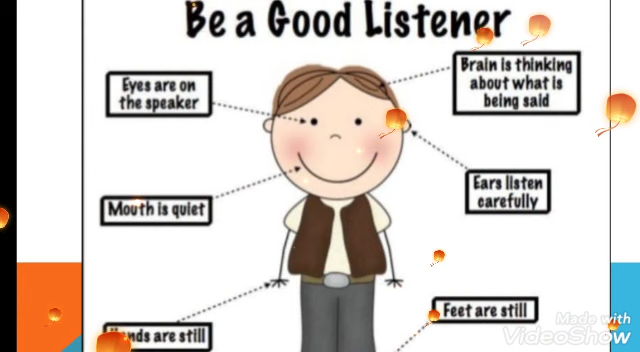 Be a Good Listener
Eyes are on
the speaker
Brain is thinking
about what is
being said
Mouth is quiet
Ears listen
carefully
Hands are still
Feet are still
Made with
VideoShow